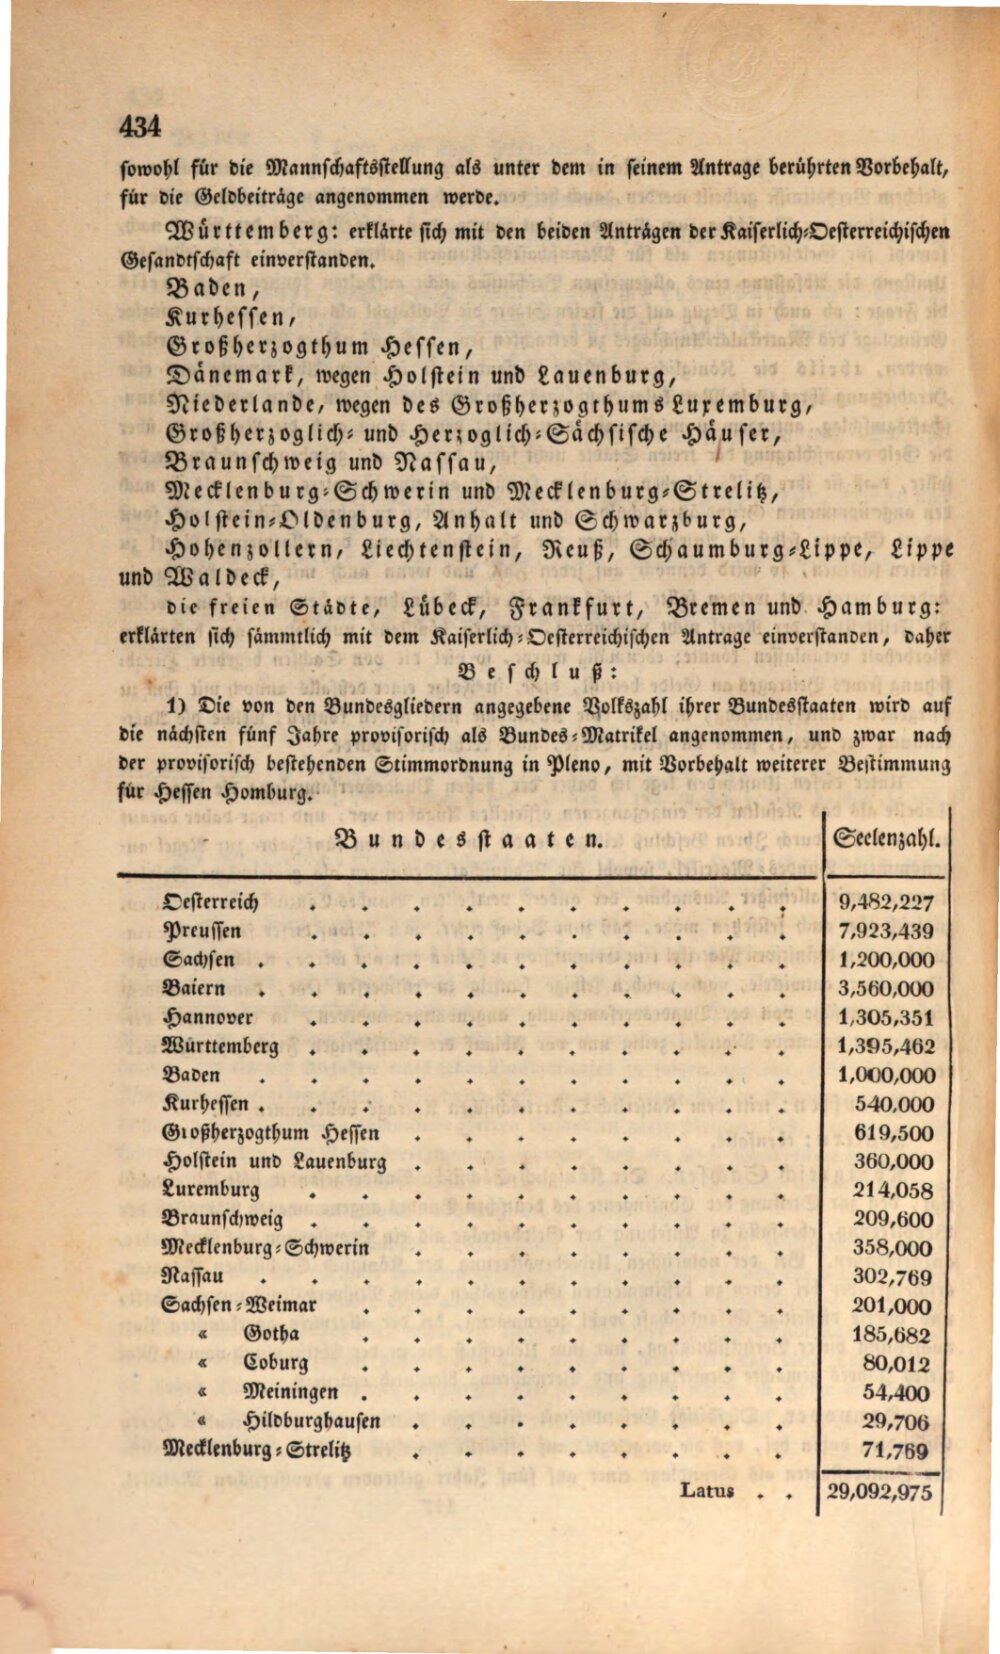 434
sowohl für die Mannschaftsstellung als unter dem in seinem Antrage berührten Vorbehalt,
für die Geldbeiträge angenommen werde.
Württemberg: erklärte sich mit den beiden Anträgen der Kaiserlich-Oesterreichischen
Gesandtschaft einverstanden.
Baden,
Kurhessen,
Großherzogthum Hessen,
Dänemark, wegen Holstein und Lauenburg,
Niederlande, wegen des Großherzogthums Luxemburg,
Großherzoglich- und Herzoglich-Sächsische Häuser,
Braunschweig und Nassau,
Mecklenburg-Schwerin und Mecklenburg-Strelitz,
Holstein-Oldenburg, Anhalt und Schwarzburg,
Hohenzollern, Liechtenstein, Reuß, Schaumburg-Lippe, Lippe
und Waldeck,
die freien Städte, Lübeck, Frankfurt, Bremen und Hamburg:
erklärten sich sämmtlich mit dem Kaiserlich-Oesterreichischen Antrage einverstanden, daher
Beschluß:
1) Die von den Bundesgliedern angegebene Volkszahl ihrer Bundesstaaten wird auf
die nächsten fünf Jahre provisorisch als Bundes-Matrikel angenommen, und zwar nach
der provisorisch bestehenden Stimmordnung in Pleno, mit Vorbehalt weiterer Bestimmung
für Hessen Homburg.
Bundesstaaten. Seelenzahl.
Oesterreich . . . . . . . . . . 9,482,227
Preussen . . . . . . . . . . 7,923,439
Sachsen . . . . . . . . . . . 1,200,000
Baiern . . . . . . . . . . . 3,560,000
Hannover . . . . . . . . . . 1,305,351
Württemberg . . . . . . . . . . 1,395,462
Baden . . . . . . . . . . . 1,000,000
Kurhessen . . . . . . . . . . . 540,000
Großherzogthum Hessen . . . . . . . . 619,500
Holstein und Lauenburg . . . . . . . . 360,000
Luxemburg . . . . . . . . . . 214,058
Braunschweig . . . . . . . . . . 209,600
Mecklenburg-Schwerin . . . . . . . . 358,000
Nassau . . . . . . . . . . . 302,769
Sachsen-Weimar . . . . . . . . . 201,000
« Gotha . . . . . . . . . 185,682
« Coburg . . . . . . . . . 80,012
« Meiningen . . . . . . . . . 54,400
« Hildburghausen . . . . . . . . 29,706
Mecklenburg-Strelitz . . . . . . . . 71,769
Latus . . 29,092,975